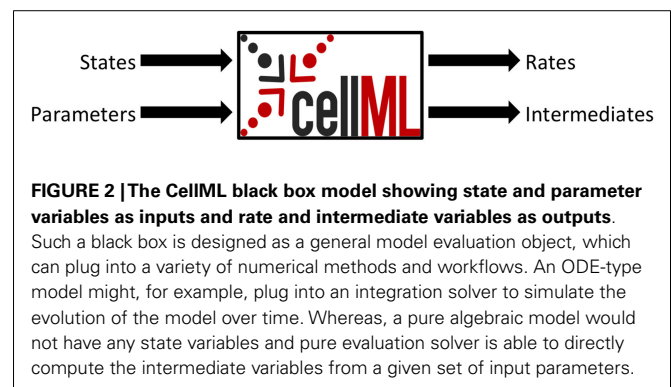 States
Rates
cellML
Parameters
Intermediates
FIGURE 2 | The CellML black box model showing state and parameter
variables as inputs and rate and intermediate variables as outputs.
Such a black box is designed as a general model evaluation object, which
can plug into a variety of numerical methods and workflows. An ODE-type
model might, for example, plug into an integration solver to simulate the
evolution of the model over time. Whereas, a pure algebraic model would
not have any state variables and pure evaluation solver is able to directly
compute the intermediate variables from a given set of input parameters.